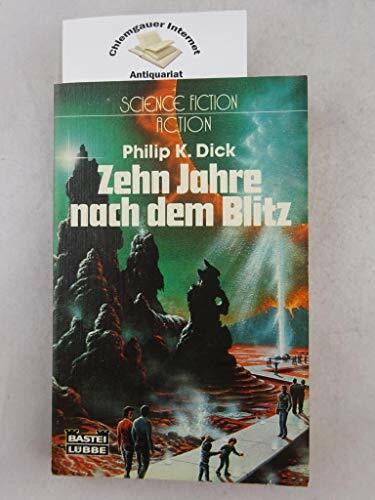 Chiemgauer Internet
Antiquariat
SCIENCE FICTION
ACTION
Philip K. Dick
Zehn Jahre
nach dem Blitz
BASTEI
LÜBBE